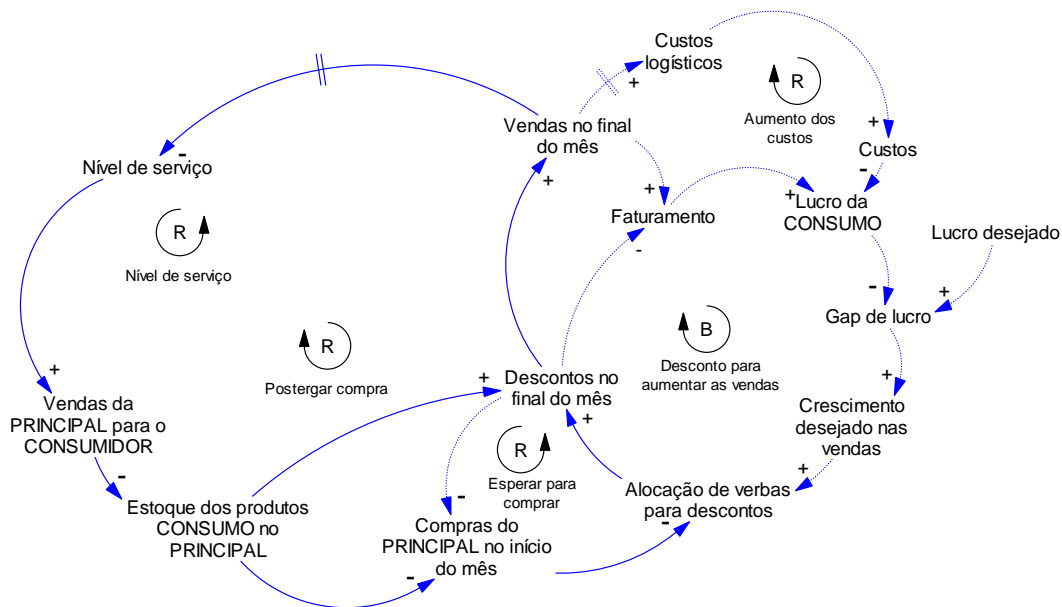 Custos
logísticos
+
R
Aumento dos
custos
Vendas no final
do mês
+
Custos
-
-
Nível de serviço
+
+
+
Faturamento
Lucro da
CONSUMO
R
Nível de serviço
-
Lucro desejado
-
+
Gap de lucro
R
Postergar compra
B
Desconto para
aumentar as vendas
+
+
Descontos no
final do mês
+
Vendas da
PRINCIPAL para o
CONSUMIDOR
+
Crescimento
desejado nas
vendas
R
Esperar para
comprar
-
+
Estoque dos produtos
CONSUMO no
PRINCIPAL
-
Alocação de verbas
para descontos
-
Compras do
PRINCIPAL no início
do mês
-